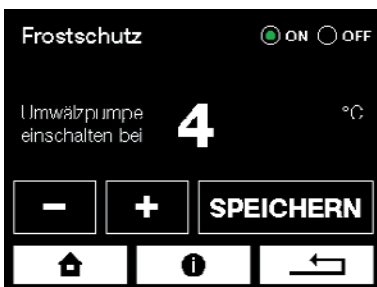 Frostschutz ON OFF
Umwälzpumpe
einschalten bei 4 °C
- + SPEICHERN